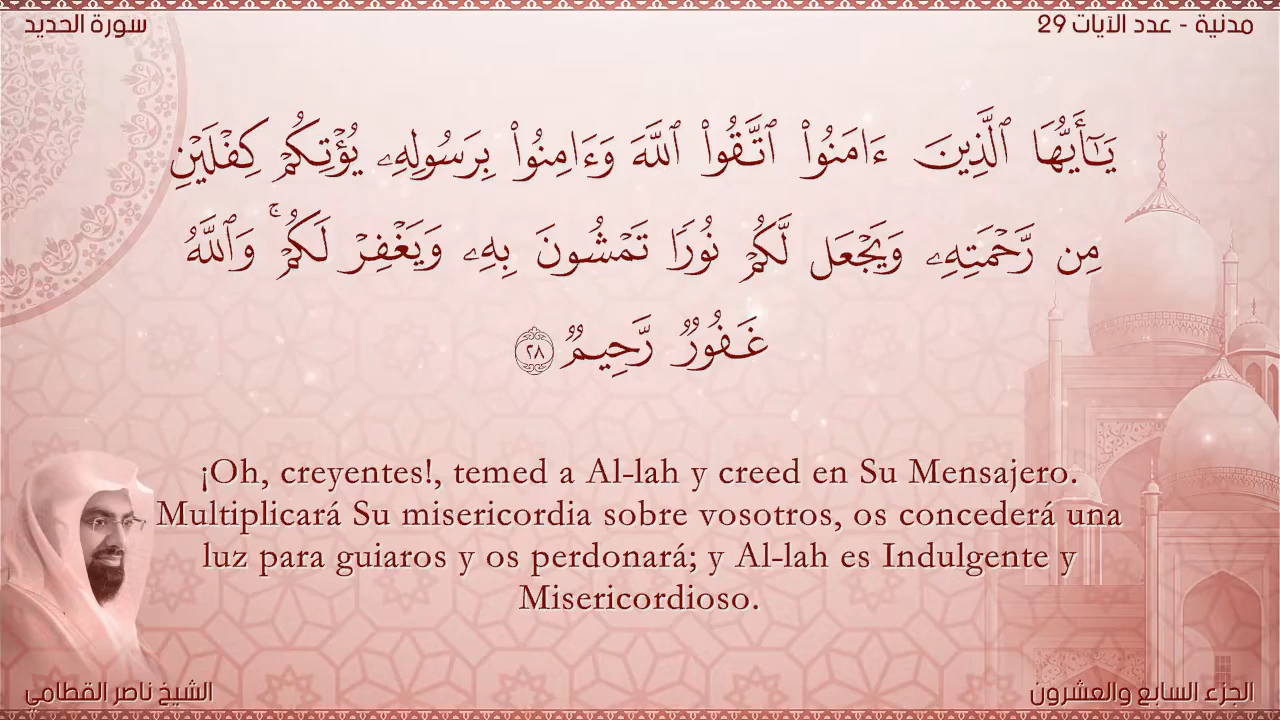 سورة الحديد
مدنية - عدد الآيات 29
يَـٰٓأَيُّهَا ٱلَّذِينَ ءَامَنُوا۟ ٱتَّقُوا۟ ٱللَّهَ وَءَامِنُوا۟ بِرَسُولِهِۦ يُؤْتِكُمْ كِفْلَيْنِ
مِن رَّحْمَتِهِۦ وَيَجْعَل لَّكُمْ نُورًا تَمْشُونَ بِهِۦ وَيَغْفِرْ لَكُمْ ۚ وَٱللَّهُ
غَفُورٌ رَّحِيمٌ ٢٨
¡Oh, creyentes!, temed a Al-lah y creed en Su Mensajero.
Multiplicará Su misericordia sobre vosotros, os concederá una
luz para guiaros y os perdonará; y Al-lah es Indulgente y
Misericordioso.
الشيخ ناصر القطامي
الجزء السابع والعشرون